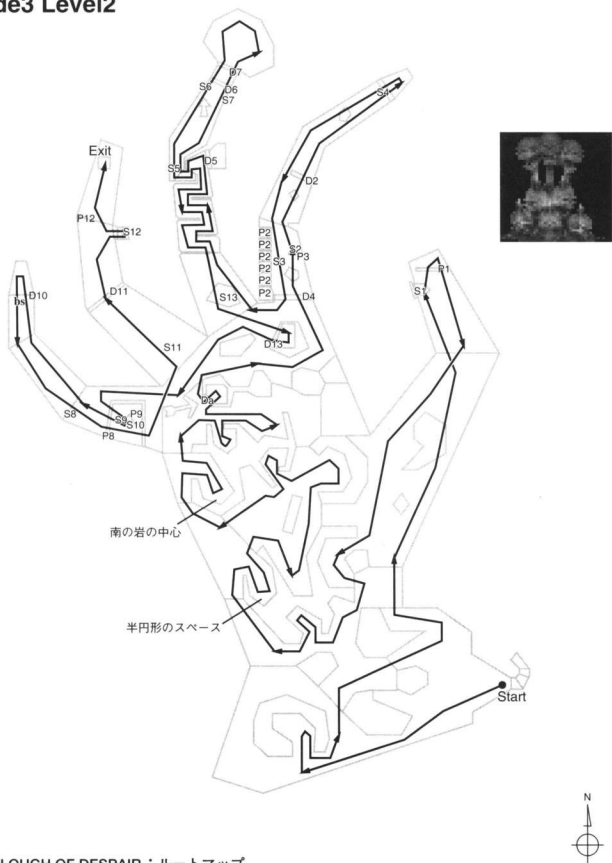 de3 Level2
D7
S6
D6
S7
S4
Exit
S5
D5
D2
P12
S12
P2
P2
P2
P2
P2
P2
S2
P3
S3
P1
S1
D10
bs
D11
S13
D4
S11
D13
Da
S8
P9
S9
S10
P8
南の岩の中心
半円形のスペース
Start
N
LOUGH OF DESPAIR:ルートマップ